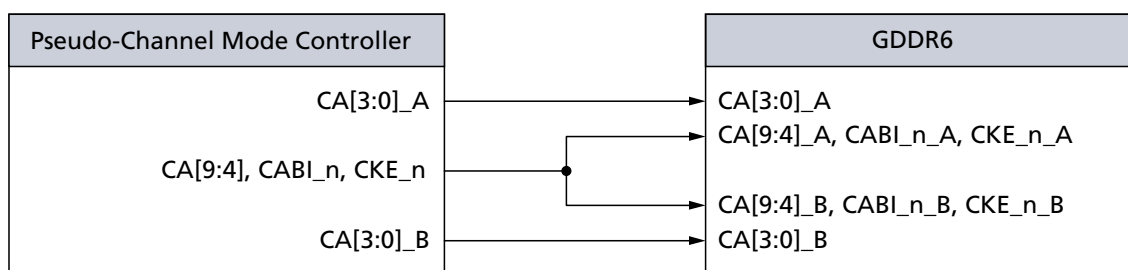 Pseudo-Channel Mode Controller
CA[3:0]_A
CA[9:4], CABI_n, CKE_n
CA[3:0]_B
GDDR6
CA[3:0]_A
CA[9:4]_A, CABI_n_A, CKE_n_A
CA[9:4]_B, CABI_n_B, CKE_n_B
CA[3:0]_B